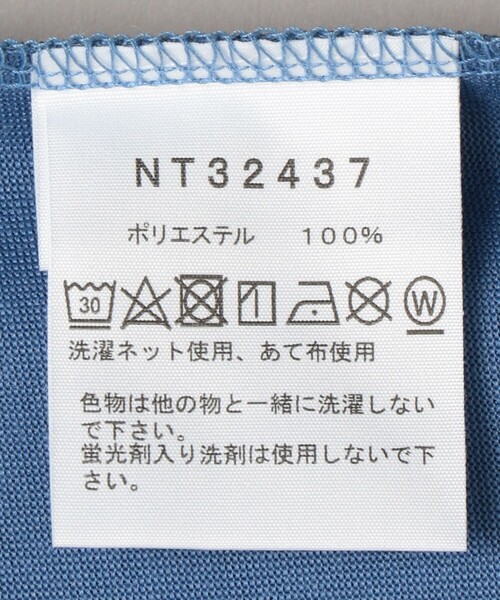 NT32437
ポリエステル 100%
30 W
洗濯ネット使用、あて布使用
色物は他の物と一緒に洗濯しない
で下さい。
蛍光剤入り洗剤は使用しないで下
さい。